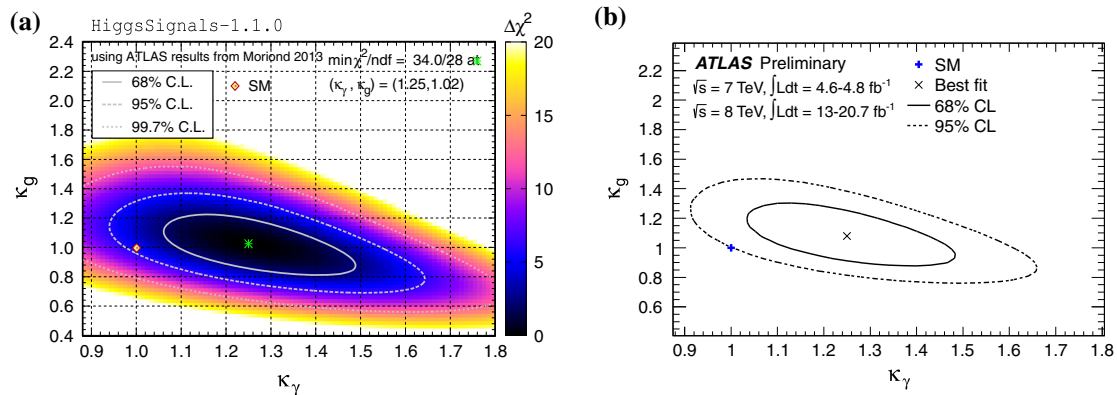 (a)
HiggsSignals-1.1.0
Δχ²
using ATLAS results from Moriond 2013
minχ²/ndf = 34.0/28 at
(κγ, κg) = (1.25,1.02)
68% C.L.
95% C.L.
99.7% C.L.
SM
2.4
2.2
2.0
1.8
1.6
1.4
1.2
1.0
0.8
0.6
0.4
κg
0.9 1.0 1.1 1.2 1.3 1.4 1.5 1.6 1.7 1.8
κγ
20
15
10
5
0
(b)
ATLAS Preliminary
√s = 7 TeV, ∫Ldt = 4.6-4.8 fb⁻¹
√s = 8 TeV, ∫Ldt = 13-20.7 fb⁻¹
SM
Best fit
68% CL
95% CL
2.2
2
1.8
1.6
1.4
1.2
1
0.8
0.6
κg
0.9 1 1.1 1.2 1.3 1.4 1.5 1.6 1.7 1.8
κγ